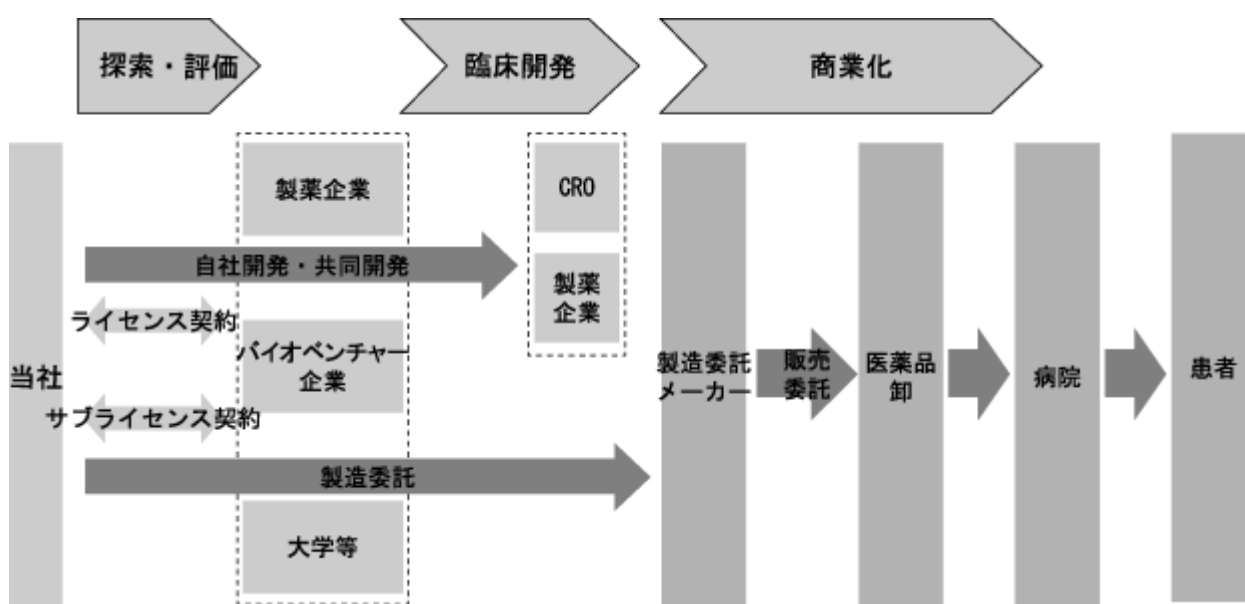 探索・評価
臨床開発
商業化
製薬企業
CRO
自社開発・共同開発
製薬
企業
ライセンス契約
バイオベンチャー
企業
当社
サブライセンス契約
製造委託
大学等
製造委託
メーカー
販売
委託
医薬品
卸
病院
患者